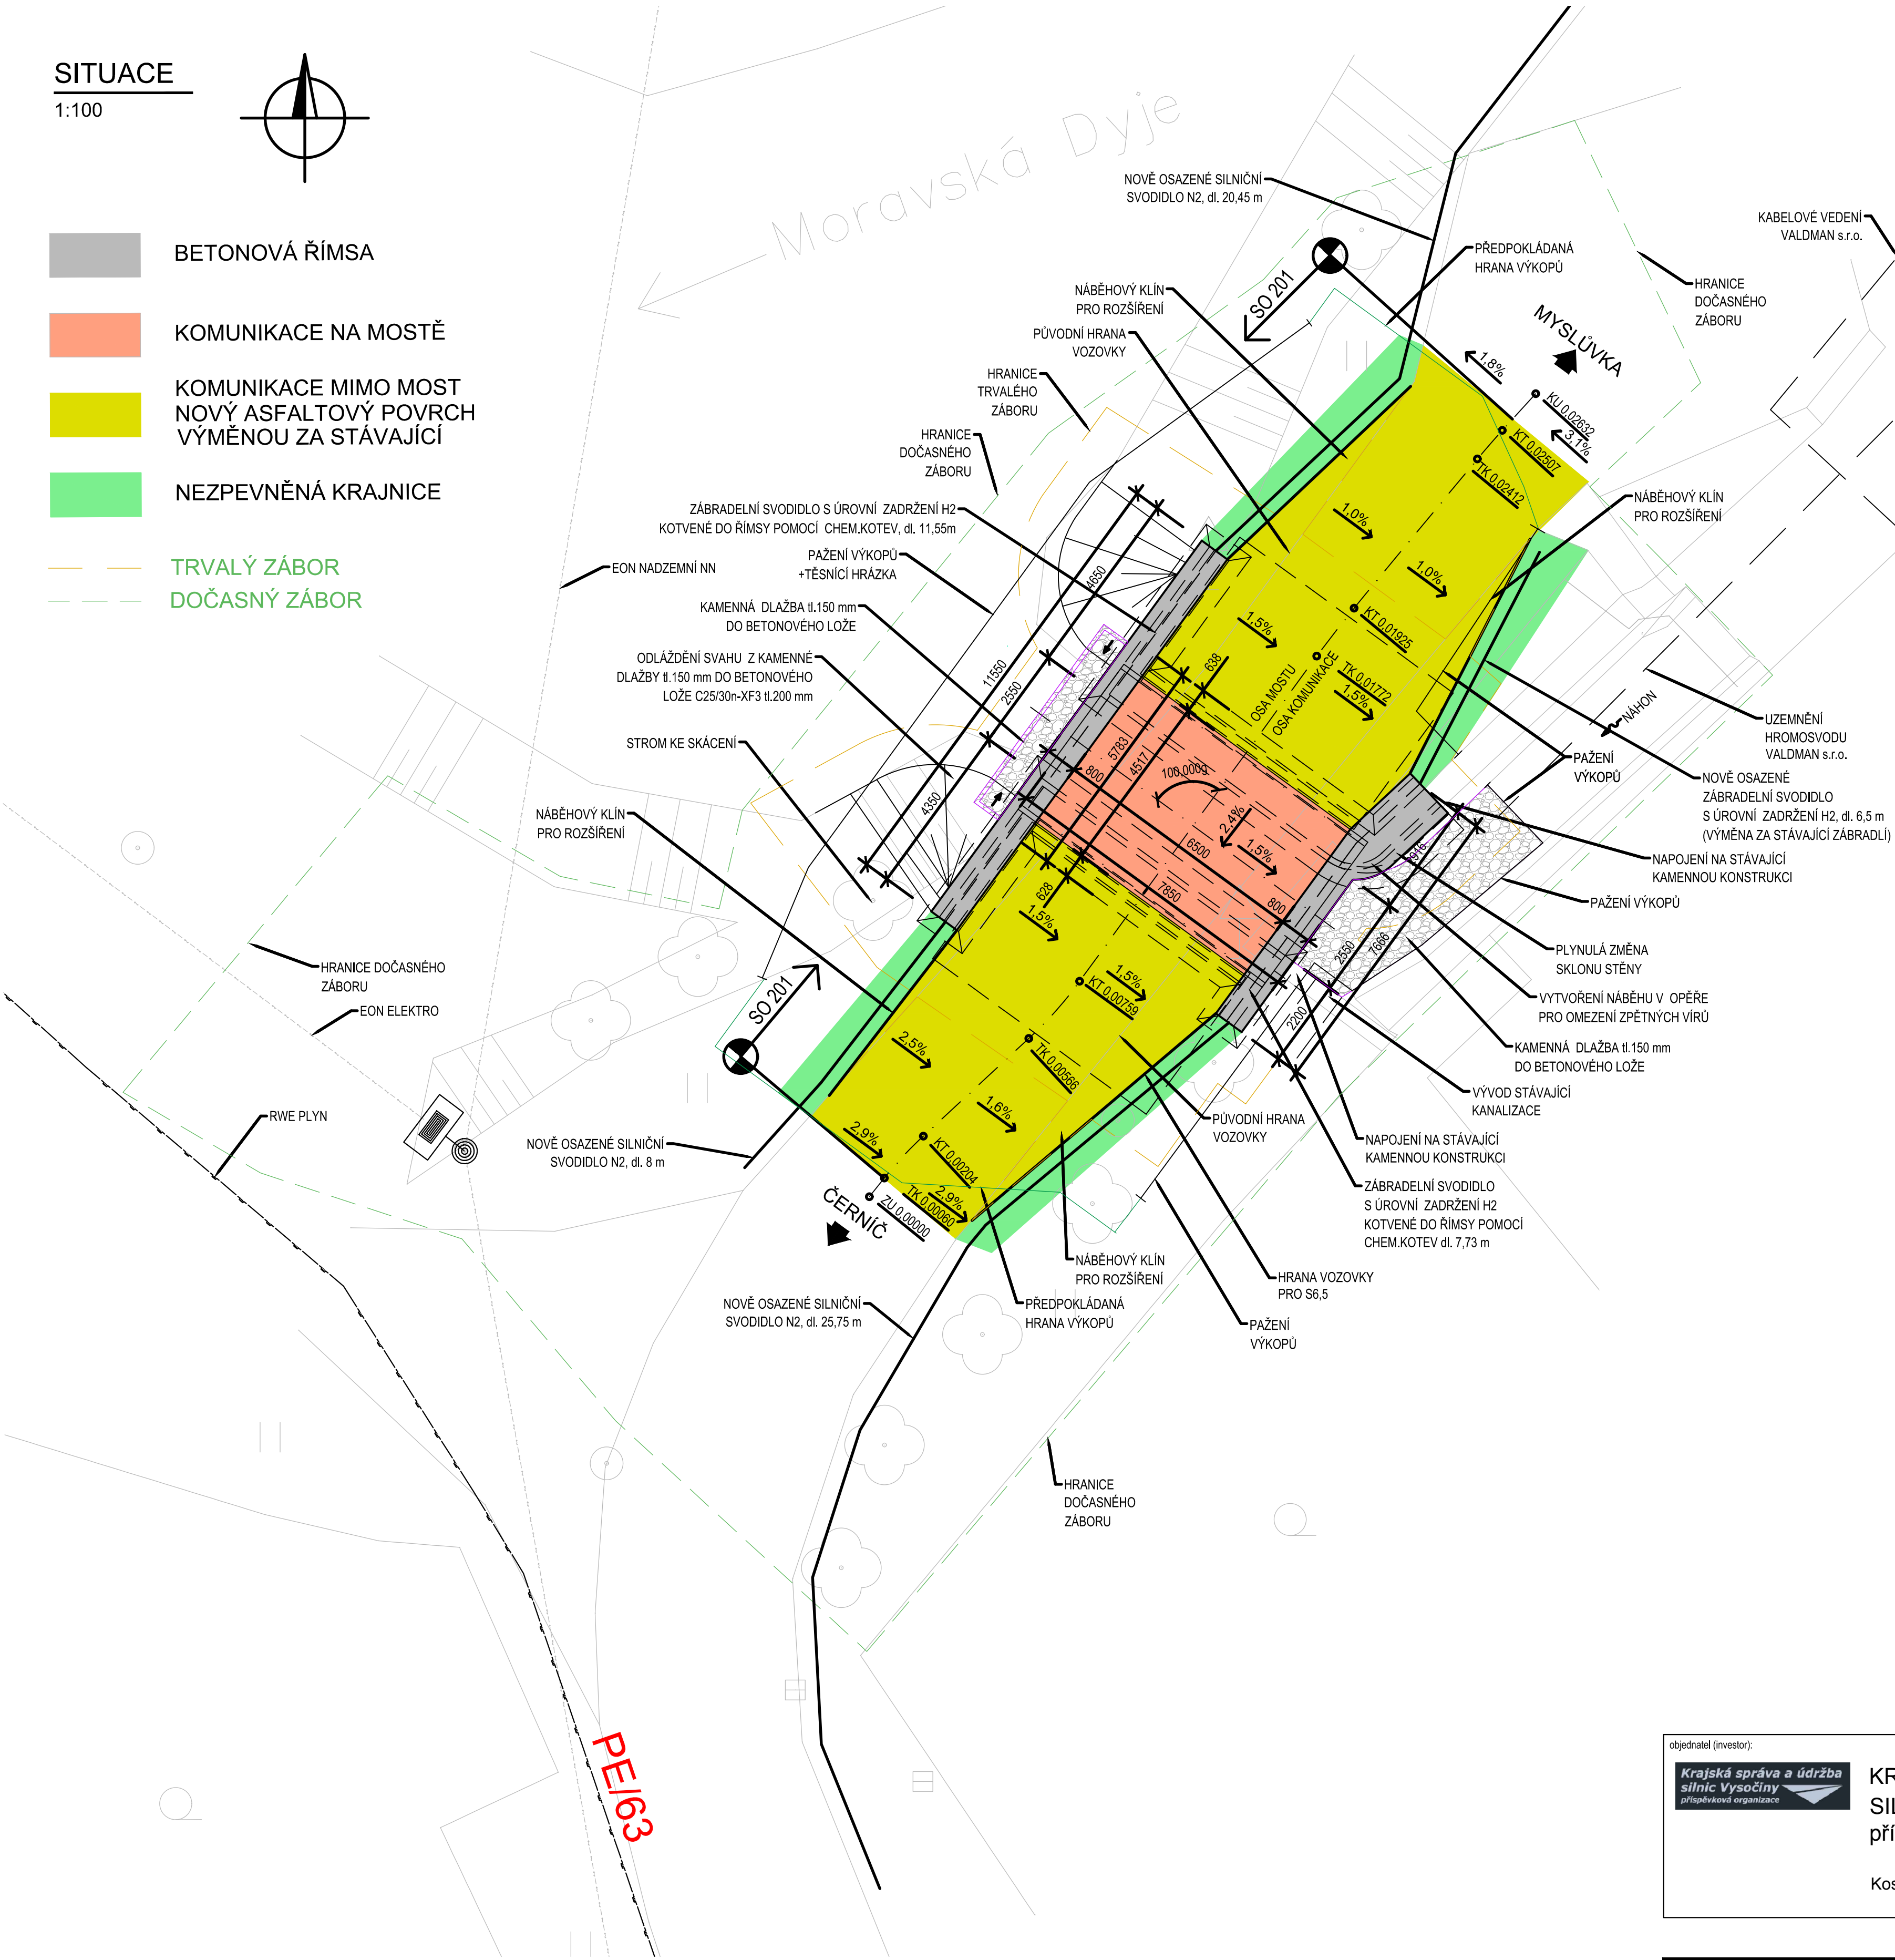 SITUACE
1:100
BETONOVÁ ŘÍMSA
KOMUNIKACE NA MOSTĚ
KOMUNIKACE MIMO MOST
NOVÝ ASFALTOVÝ POVRCH
VÝMĚNOU ZA STÁVAJÍCÍ
NEZPEVNĚNÁ KRAJNICE
TRVALÝ ZÁBOR
DOČASNÝ ZÁBOR
Moravská Dyje
NOVĚ OSAZENÉ SILNIČNÍ
SVODIDLO N2, dl. 20,45 m
PŘEDPOKLÁDANÁ
HRANA VÝKOPŮ
KABELOVÉ VEDENÍ
VALDMAN s.r.o.
HRANICE
DOČASNÉHO
ZÁBORU
SO 201
MYSLŮVKA
NÁBĚHOVÝ KLÍN
PRO ROZŠÍŘENÍ
PŮVODNÍ HRANA
VOZOVKY
HRANICE
TRVALÉHO
ZÁBORU
HRANICE
DOČASNÉHO
ZÁBORU
1,8%
KU 0,02632
3,1%
KT 0,02507
TK 0,02412
NÁBĚHOVÝ KLÍN
PRO ROZŠÍŘENÍ
ZÁBRADELNÍ SVODIDLO S ÚROVNÍ ZADRŽENÍ H2
KOTVENÉ DO ŘÍMSY POMOCÍ CHEM.KOTEV, dl. 11,55m
PAŽENÍ VÝKOPŮ
+TĚSNÍCÍ HRÁZKA
EON NADZEMNÍ NN
KAMENNÁ DLAŽBA tl.150 mm
DO BETONOVÉHO LOŽE
ODLÁŽDĚNÍ SVAHU Z KAMENNÉ
DLAŽBY tl.150 mm DO BETONOVÉHO
LOŽE C25/30n-XF3 tl.200 mm
STROM KE SKÁCENÍ
NÁBĚHOVÝ KLÍN
PRO ROZŠÍŘENÍ
1,0%
1,0%
1,5%
KT 0,01925
TK 0,01772
1,5%
OSA MOSTU
OSA KOMUNIKACE
4650
11550
2550
4350
638
5783
4517
800
100,000g
2,4%
1,5%
6500
7850
800
628
1,5%
1,5%
KT 0,00759
TK 0,00566
2,5%
1,6%
2,9%
KT 0,00204
2,9%
TK 0,00060
ZÚ 0,00000
2550
7666
2200
NÁHON
UZEMNĚNÍ
HROMOSVODU
VALDMAN s.r.o.
PAŽENÍ
VÝKOPŮ
NOVĚ OSAZENÉ
ZÁBRADELNÍ SVODIDLO
S ÚROVNÍ ZADRŽENÍ H2, dl. 6,5 m
(VÝMĚNA ZA STÁVAJÍCÍ ZÁBRADLÍ)
NAPOJENÍ NA STÁVAJÍCÍ
KAMENNOU KONSTRUKCI
PAŽENÍ VÝKOPŮ
PLYNULÁ ZMĚNA
SKLONU STĚNY
VYTVOŘENÍ NÁBĚHU V OPĚŘE
PRO OMEZENÍ ZPĚTNÝCH VÍRŮ
KAMENNÁ DLAŽBA tl.150 mm
DO BETONOVÉHO LOŽE
VÝVOD STÁVAJÍCÍ
KANALIZACE
NAPOJENÍ NA STÁVAJÍCÍ
KAMENNOU KONSTRUKCI
ZÁBRADELNÍ SVODIDLO
S ÚROVNÍ ZADRŽENÍ H2
KOTVENÉ DO ŘÍMSY POMOCÍ
CHEM.KOTEV dl. 7,73 m
PŮVODNÍ HRANA
VOZOVKY
HRANA VOZOVKY
PRO S6,5
PAŽENÍ
VÝKOPŮ
NÁBĚHOVÝ KLÍN
PRO ROZŠÍŘENÍ
PŘEDPOKLÁDANÁ
HRANA VÝKOPŮ
HRANICE DOČASNÉHO
ZÁBORU
EON ELEKTRO
RWE PLYN
SO 201
NOVĚ OSAZENÉ SILNIČNÍ
SVODIDLO N2, dl. 8 m
ČERNÍČ
NOVĚ OSAZENÉ SILNIČNÍ
SVODIDLO N2, dl. 25,75 m
HRANICE
DOČASNÉHO
ZÁBORU
PE/63
objednatel (investor):
Krajská správa a údržba
silnic Vysočiny
příspěvková organizace
KR
SIL
pří
Kos